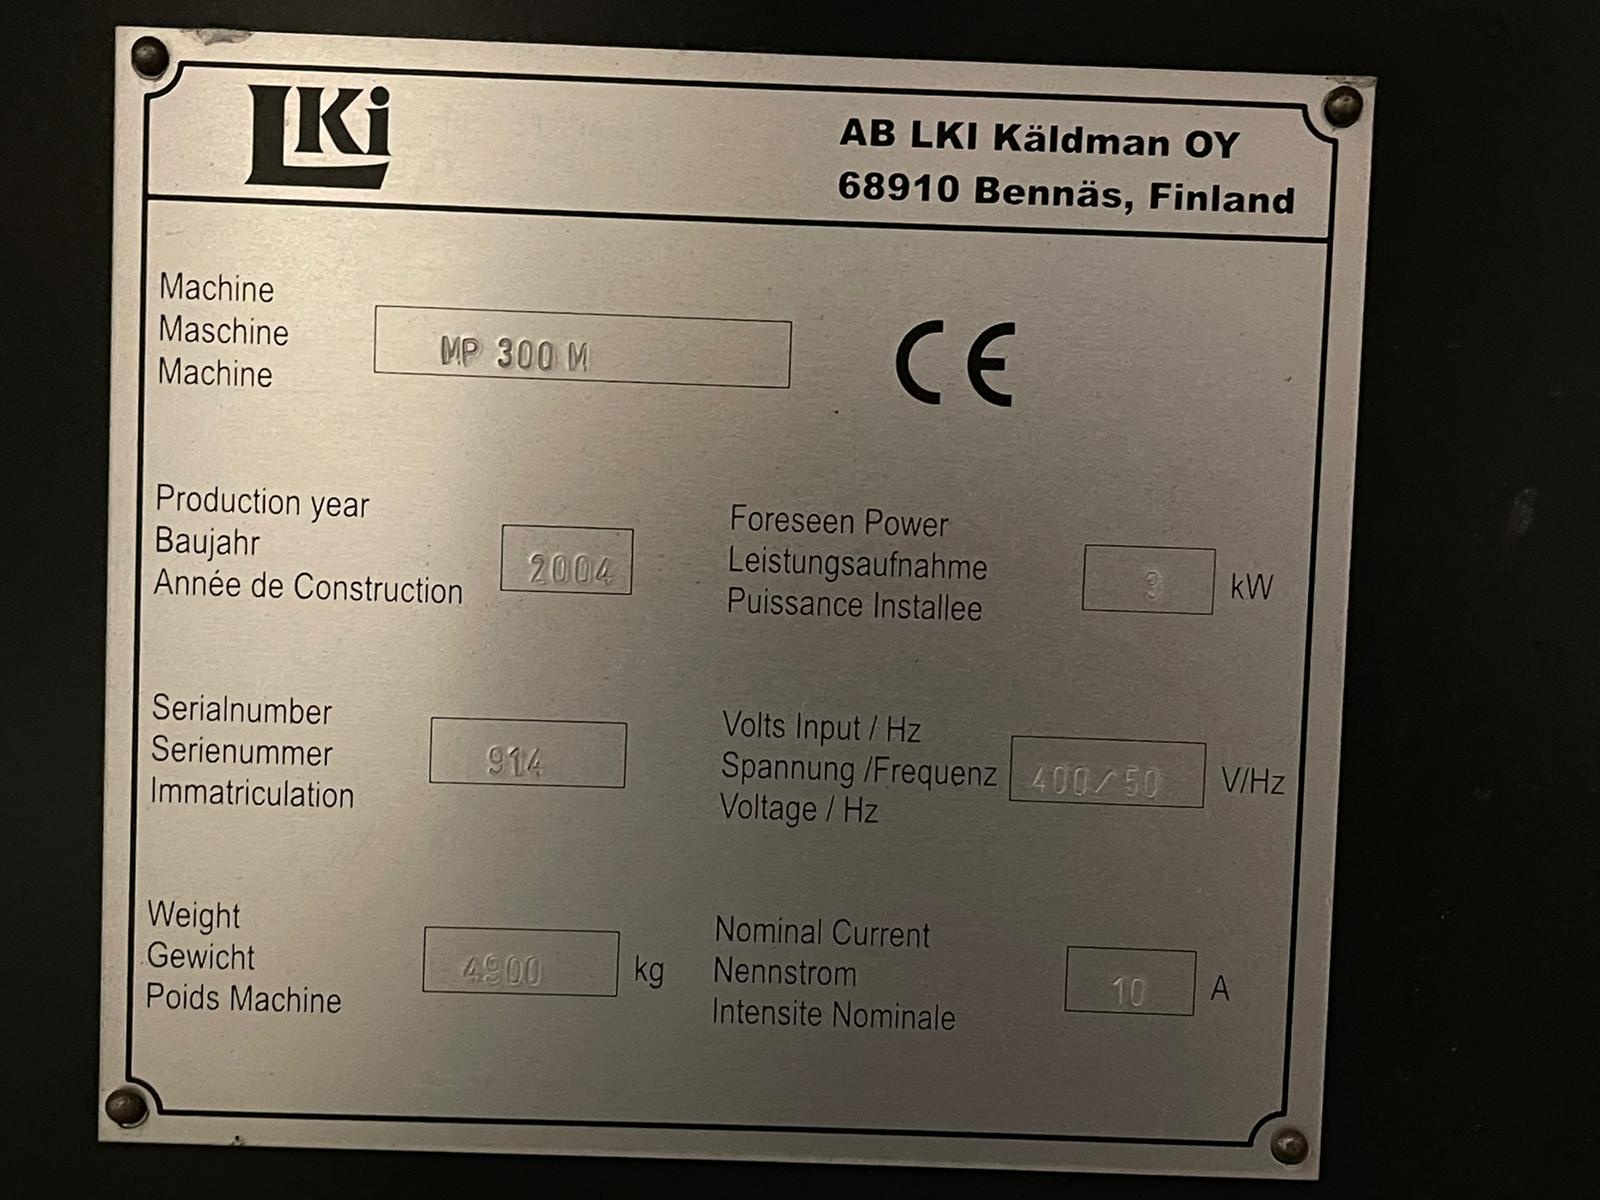 LKi
AB LKI Käldman OY
68910 Bennäs, Finland
Machine
Maschine
Machine
MP 300 M
CE
Production year
Baujahr
Année de Construction
2004
Foreseen Power
Leistungsaufnahme
Puissance Installee
3 kW
Serialnumber
Serienummer
Immatriculation
914
Volts Input / Hz
Spannung /Frequenz
Voltage / Hz
400/50 V/Hz
Weight
Gewicht
Poids Machine
4900 kg
Nominal Current
Nennstrom
Intensite Nominale
10 A